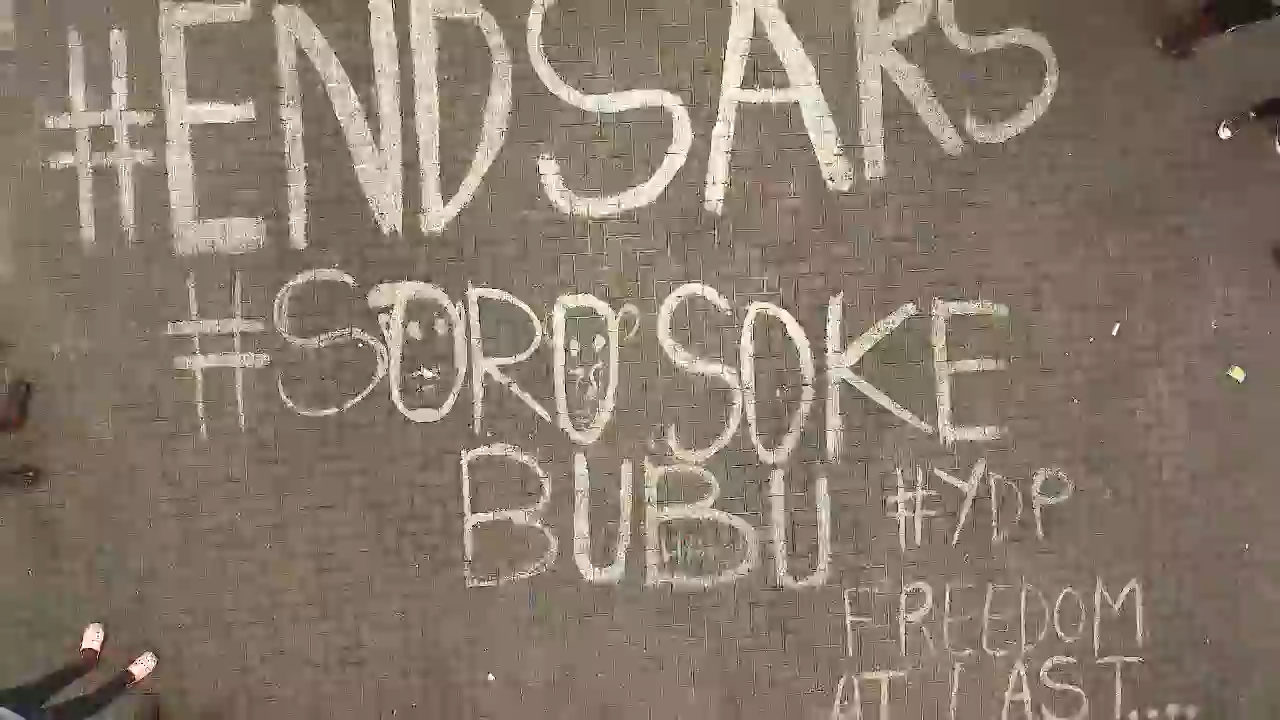 #ENDSARS
#SORO SOKE
BUBU #YDP
FREEDOM
AT LAST....